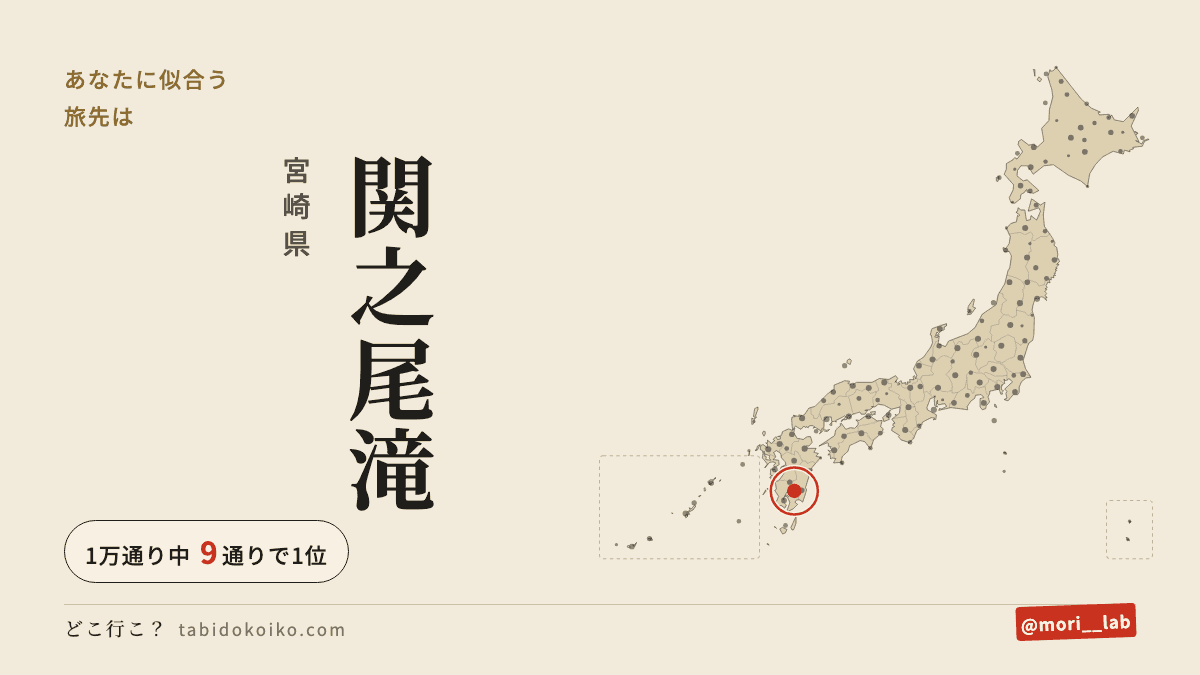 あなたに似合う
旅先は
関之尾滝
宮崎県
1万通り中 9通りで1位
どこ行こ? tabidokoiko.com
@mori__lab